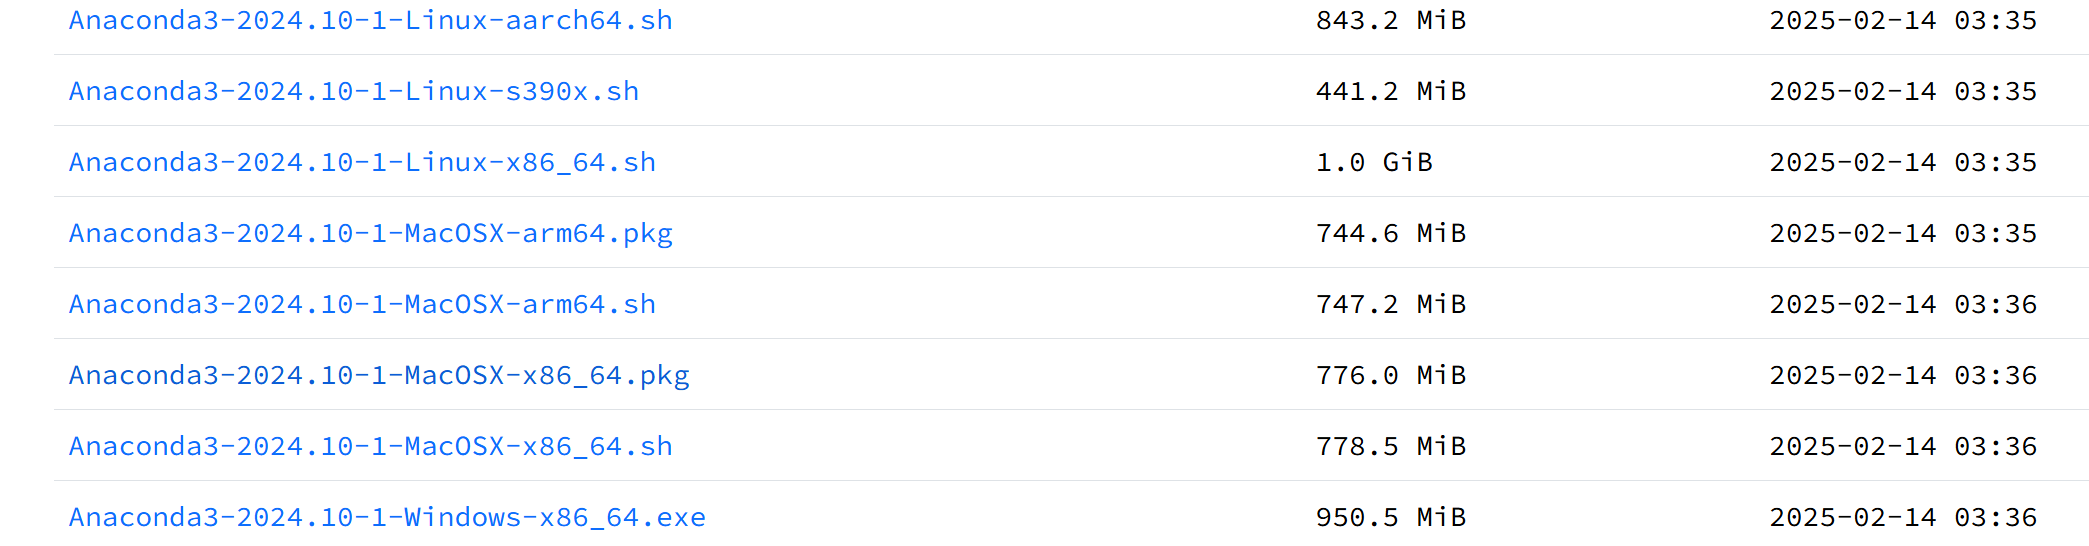 Anaconda3-2024.10-1-Linux-aarch64.sh 843.2 MiB 2025-02-14 03:35
Anaconda3-2024.10-1-Linux-s390x.sh 441.2 MiB 2025-02-14 03:35
Anaconda3-2024.10-1-Linux-x86_64.sh 1.0 GiB 2025-02-14 03:35
Anaconda3-2024.10-1-MacOSX-arm64.pkg 744.6 MiB 2025-02-14 03:35
Anaconda3-2024.10-1-MacOSX-arm64.sh 747.2 MiB 2025-02-14 03:36
Anaconda3-2024.10-1-MacOSX-x86_64.pkg 776.0 MiB 2025-02-14 03:36
Anaconda3-2024.10-1-MacOSX-x86_64.sh 778.5 MiB 2025-02-14 03:36
Anaconda3-2024.10-1-Windows-x86_64.exe 950.5 MiB 2025-02-14 03:36